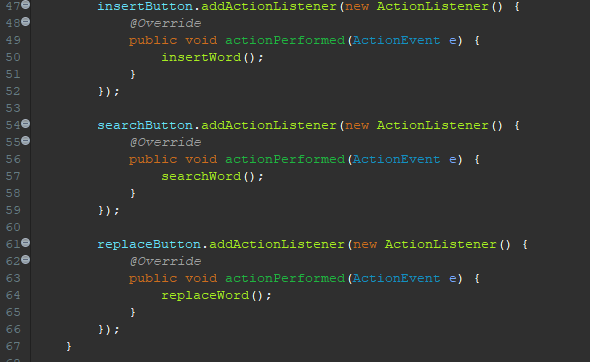 47 insertButton.addActionListener(new ActionListener() {
48 @Override
49 public void actionPerformed(ActionEvent e) {
50 insertWord();
51 }
52 });
53
54 searchButton.addActionListener(new ActionListener() {
55 @Override
56 public void actionPerformed(ActionEvent e) {
57 searchWord();
58 }
59 });
60
61 replaceButton.addActionListener(new ActionListener() {
62 @Override
63 public void actionPerformed(ActionEvent e) {
64 replaceWord();
65 }
66 });
67 }